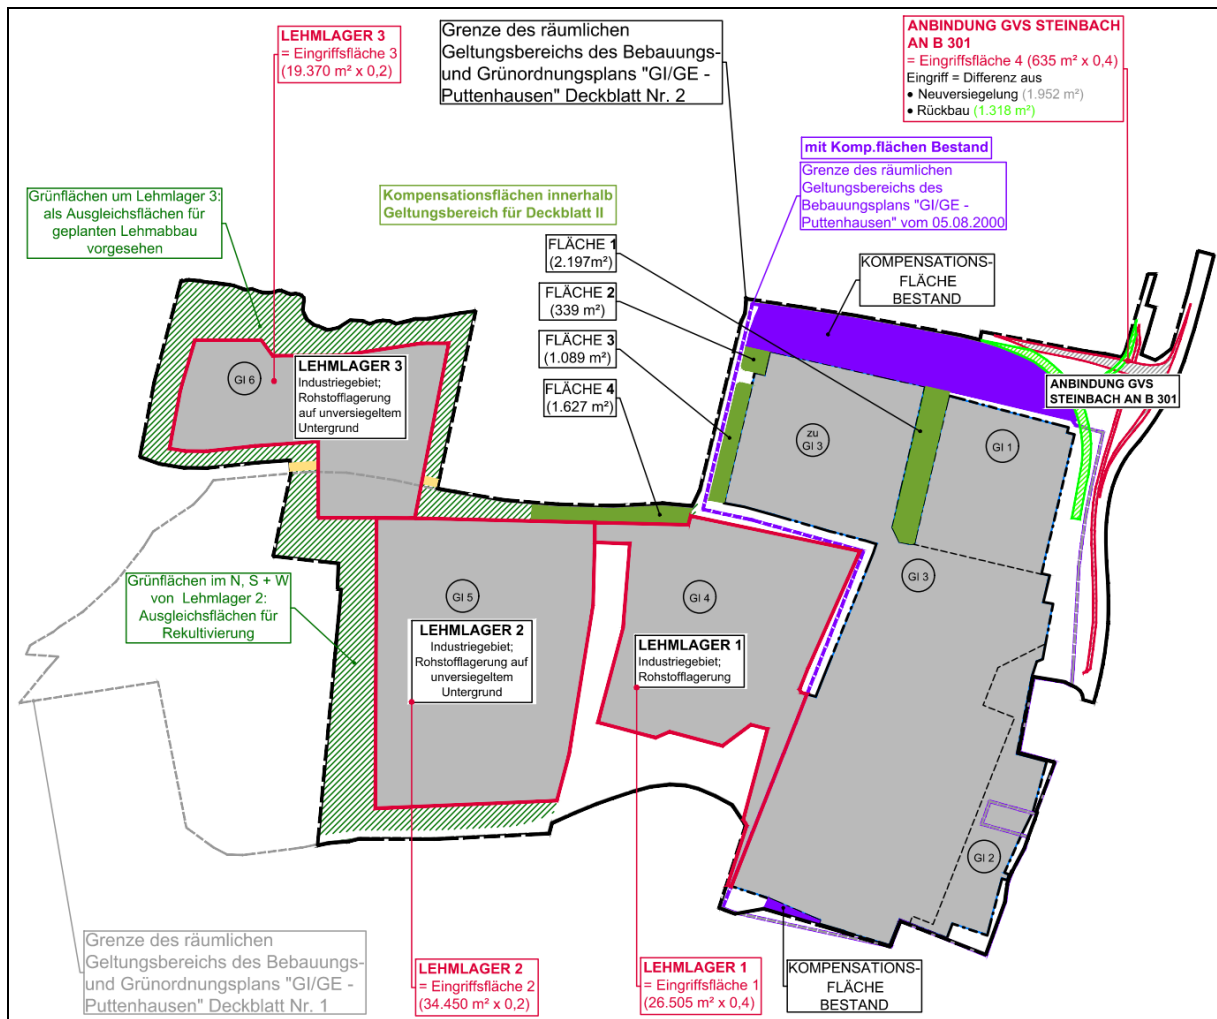 LEHMLAGER 3
= Eingriffsfläche 3
(19.370 m² x 0,2)
Grenze des räumlichen
Geltungsbereichs des Bebauungs-
und Grünordnungsplans "GI/GE -
Puttenhausen" Deckblatt Nr. 2
ANBINDUNG GVS STEINBACH
AN B 301
= Eingriffsfläche 4 (635 m² x 0,4)
Eingriff = Differenz aus
• Neuversiegelung (1.952 m²)
• Rückbau (1.318 m²)
mit Komp.flächen Bestand
Grenze des räumlichen
Geltungsbereichs des
Bebauungsplans "GI/GE -
Puttenhausen" vom 05.08.2000
Grünflächen um Lehmlager 3:
als Ausgleichsflächen für
geplanten Lehmabbau
vorgesehen
Kompensationsflächen innerhalb
Geltungsbereich für Deckblatt II
FLÄCHE 1
(2.197m²)
FLÄCHE 2
(339 m²)
FLÄCHE 3
(1.089 m²)
FLÄCHE 4
(1.627 m²)
KOMPENSATIONS-
FLÄCHE
BESTAND
ANBINDUNG GVS
STEINBACH AN B 301
GI 6
LEHMLAGER 3
Industriegebiet;
Rohstofflagerung
auf unversiegeltem
Untergrund
zu
GI 3
GI 1
GI 3
Grünflächen im N, S + W
von Lehmlager 2:
Ausgleichsflächen für
Rekultivierung
GI 5
LEHMLAGER 2
Industriegebiet;
Rohstofflagerung auf
unversiegeltem
Untergrund
GI 4
LEHMLAGER 1
Industriegebiet;
Rohstofflagerung
GI 2
Grenze des räumlichen
Geltungsbereichs des Bebauungs-
und Grünordnungsplans "GI/GE -
Puttenhausen" Deckblatt Nr. 1
LEHMLAGER 2
= Eingriffsfläche 2
(34.450 m² x 0,2)
LEHMLAGER 1
= Eingriffsfläche 1
(26.505 m² x 0,4)
KOMPENSATIONS-
FLÄCHE
BESTAND